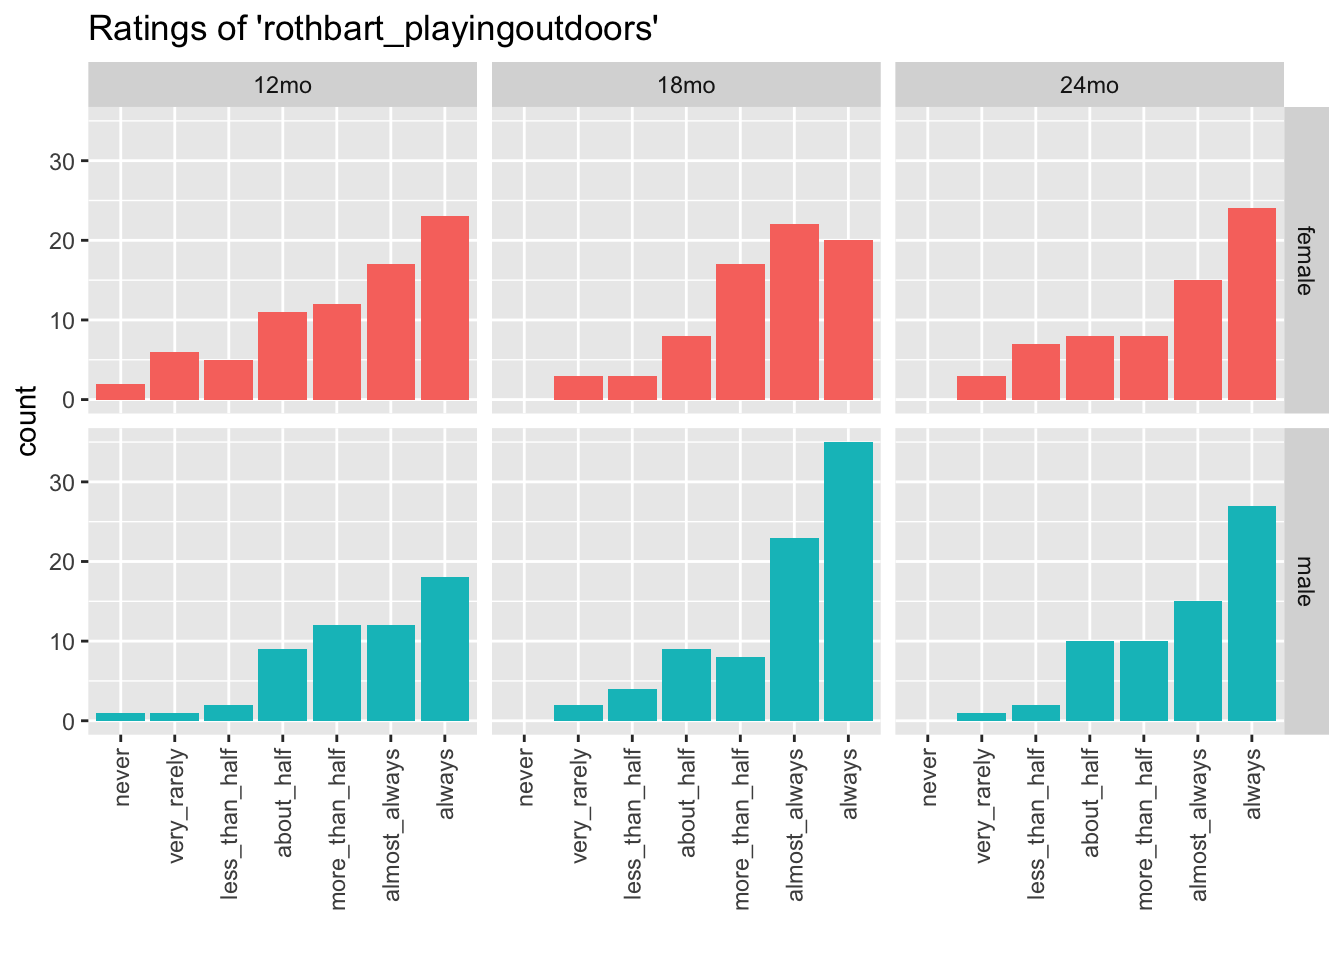 Ratings of 'rothbart_playingoutdoors'
12mo 18mo 24mo
30
20
10
0
female
count
30
20
10
0
male
never very_rarely less_than_half about_half more_than_half almost_always always never very_rarely less_than_half about_half more_than_half almost_always always never very_rarely less_than_half about_half more_than_half almost_always always